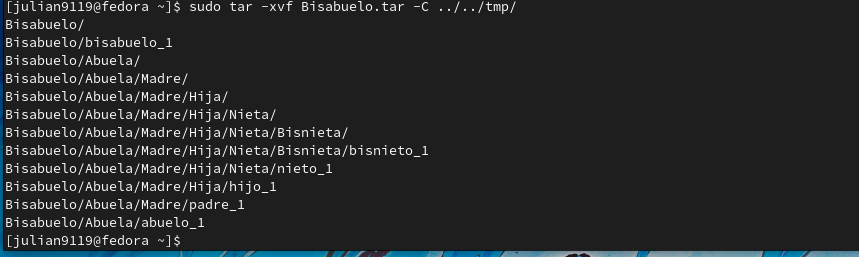 [julian9119@fedora ~]$ sudo tar -xvf Bisabuelo.tar -C ../../tmp/
Bisabuelo/
Bisabuelo/bisabuelo_1
Bisabuelo/Abuela/
Bisabuelo/Abuela/Madre/
Bisabuelo/Abuela/Madre/Hija/
Bisabuelo/Abuela/Madre/Hija/Nieta/
Bisabuelo/Abuela/Madre/Hija/Nieta/Bisnieta/
Bisabuelo/Abuela/Madre/Hija/Nieta/Bisnieta/bisnieto_1
Bisabuelo/Abuela/Madre/Hija/Nieta/nieto_1
Bisabuelo/Abuela/Madre/Hija/hijo_1
Bisabuelo/Abuela/Madre/padre_1
Bisabuelo/Abuela/abuelo_1
[julian9119@fedora ~]$